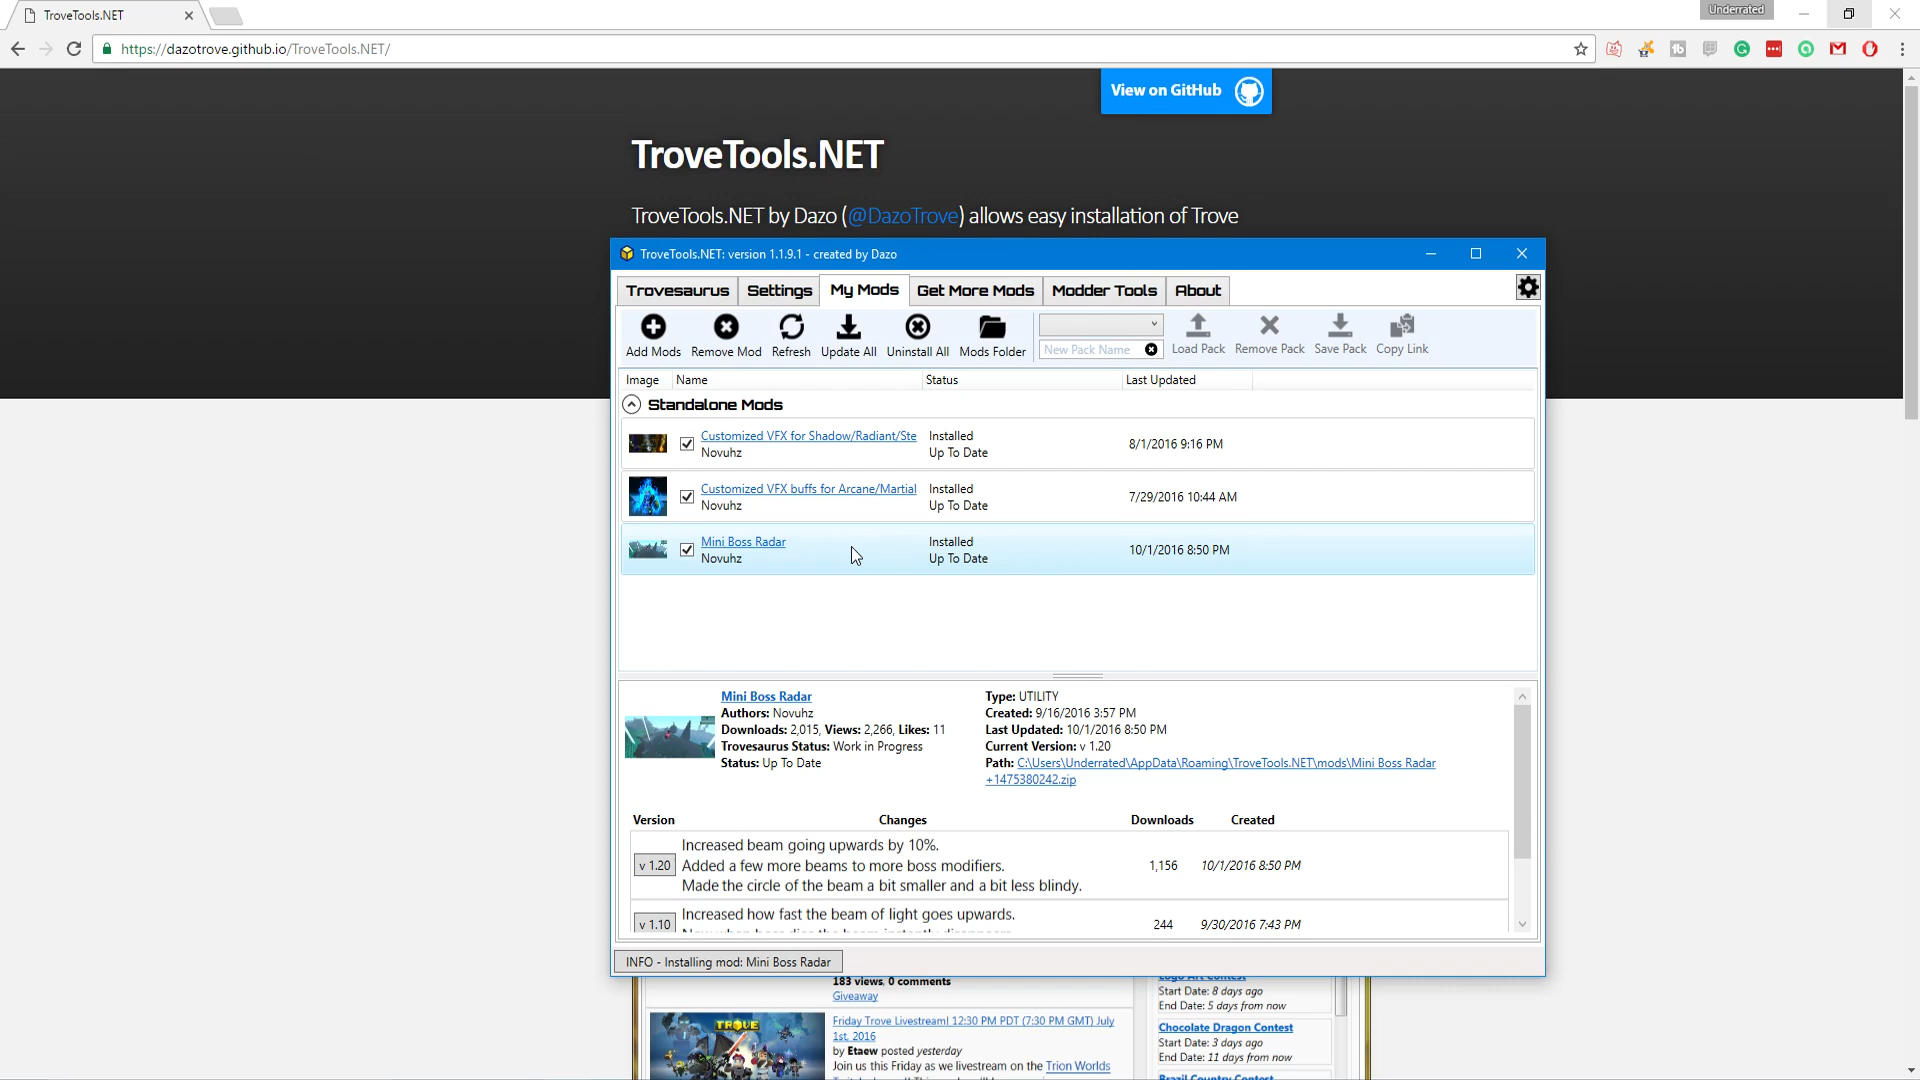 TroveTools.NET
Underrated
https://dazotrove.github.io/TroveTools.NET/
View on GitHub
TroveTools.NET
TroveTools.NET by Dazo (@DazoTrove) allows easy installation of Trove
TroveTools.NET: version 1.1.9.1 - created by Dazo
Trovesaurus Settings My Mods Get More Mods Modder Tools About
Add Mods Remove Mod Refresh Update All Uninstall All Mods Folder New Pack Name Load Pack Remove Pack Save Pack Copy Link
Image Name Status Last Updated
Standalone Mods
Customized VFX for Shadow/Radiant/Ste Installed
Novuhz Up To Date 8/1/2016 9:16 PM
Customized VFX buffs for Arcane/Martial Installed
Novuhz Up To Date 7/29/2016 10:44 AM
Mini Boss Radar Installed
Novuhz Up To Date 10/1/2016 8:50 PM
Mini Boss Radar
Authors: Novuhz
Downloads: 2,015, Views: 2,266, Likes: 11
Trovesaurus Status: Work in Progress
Status: Up To Date
Type: UTILITY
Created: 9/16/2016 3:57 PM
Last Updated: 10/1/2016 8:50 PM
Current Version: v 1.20
Path: C:\Users\Underrated\AppData\Roaming\TroveTools.NET\mods\Mini Boss Radar
+1475380242.zip
Version Changes Downloads Created
v 1.20
Increased beam going upwards by 10%.
Added a few more beams to more boss modifiers.
Made the circle of the beam a bit smaller and a bit less blindy.
1,156 10/1/2016 8:50 PM
v 1.10
Increased how fast the beam of light goes upwards.
244 9/30/2016 7:43 PM
INFO - Installing mod: Mini Boss Radar
183 views, 0 comments
Giveaway
TROVE
Friday Trove Livestream! 12:30 PM PDT (7:30 PM GMT) July
1st, 2016
by Etaew posted yesterday
Join us this Friday as we livestream on the Trion Worlds
Start Date: 8 days ago
End Date: 5 days from now
Chocolate Dragon Contest
Start Date: 3 days ago
End Date: 11 days from now